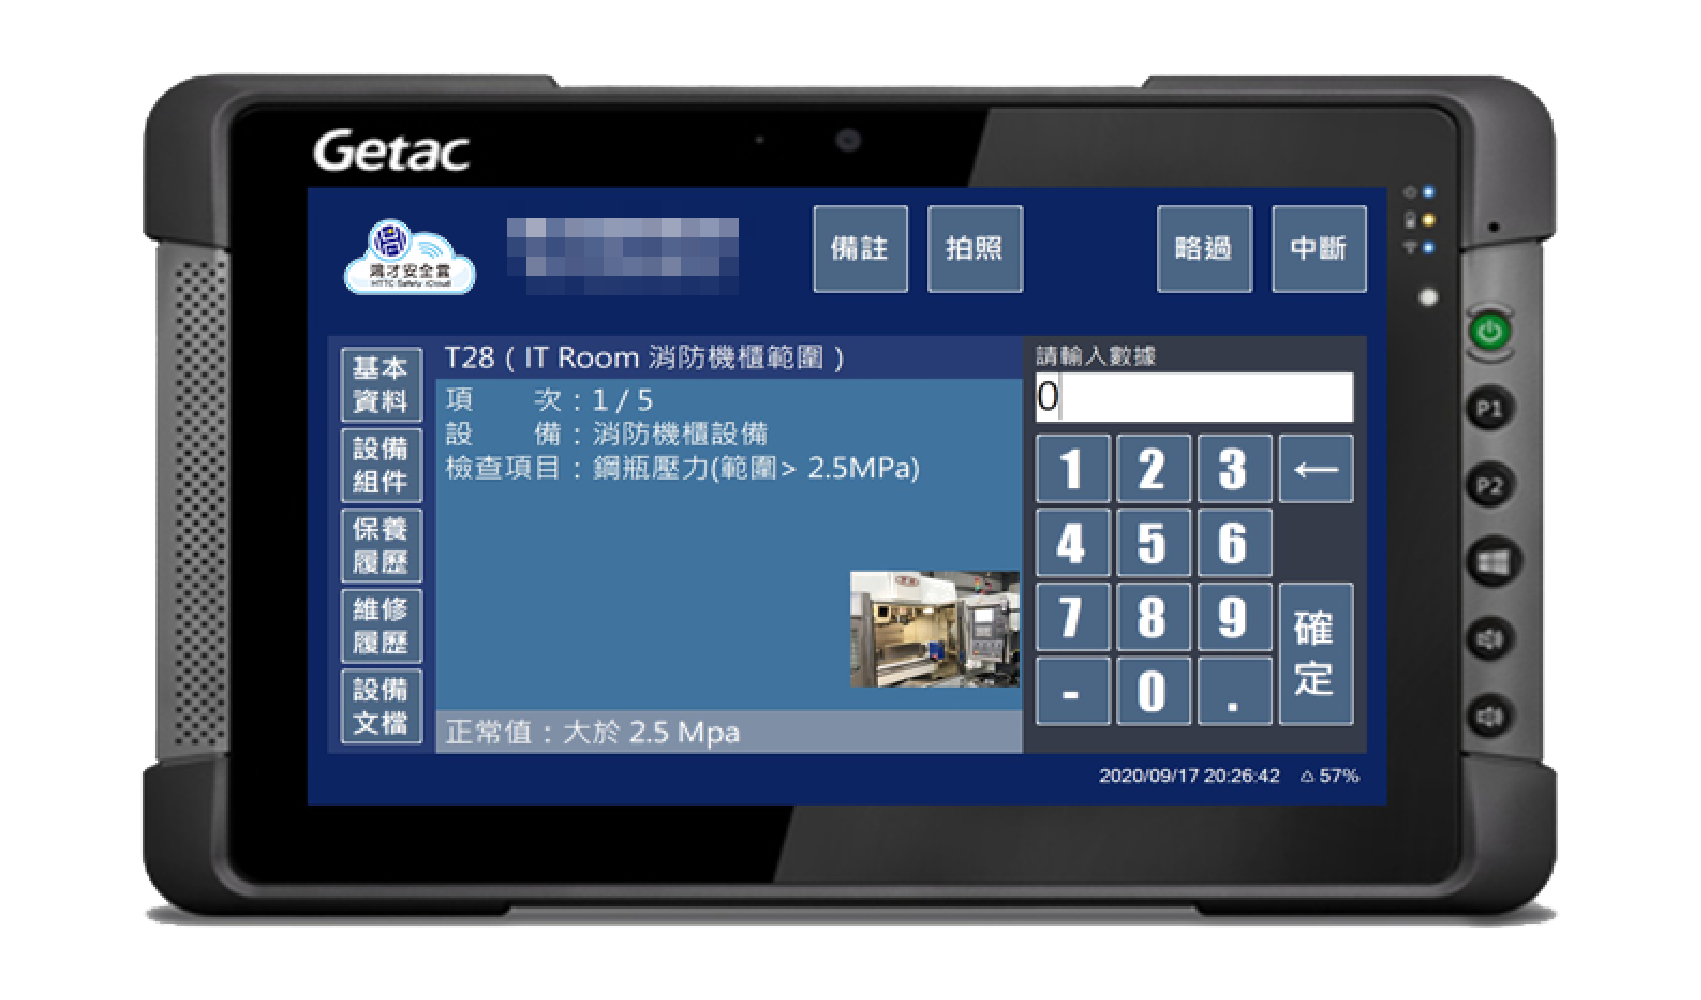 Getac
鴻才安全雲
HTTC Safety Cloud
備註
拍照
略過
中斷
基本
資料
設備
組件
保養
履歷
維修
履歷
設備
文檔
T28 ( IT Room 消防機櫃範圍 )
項 次 : 1 / 5
設 備 : 消防機櫃設備
檢查項目 : 鋼瓶壓力(範圍> 2.5MPa)
正常值 : 大於 2.5 Mpa
請輸入數據
0
1 2 3 ←
4 5 6
7 8 9
- 0 .
確
定
2020/09/17 20:26:42 △ 57%
P1
P2